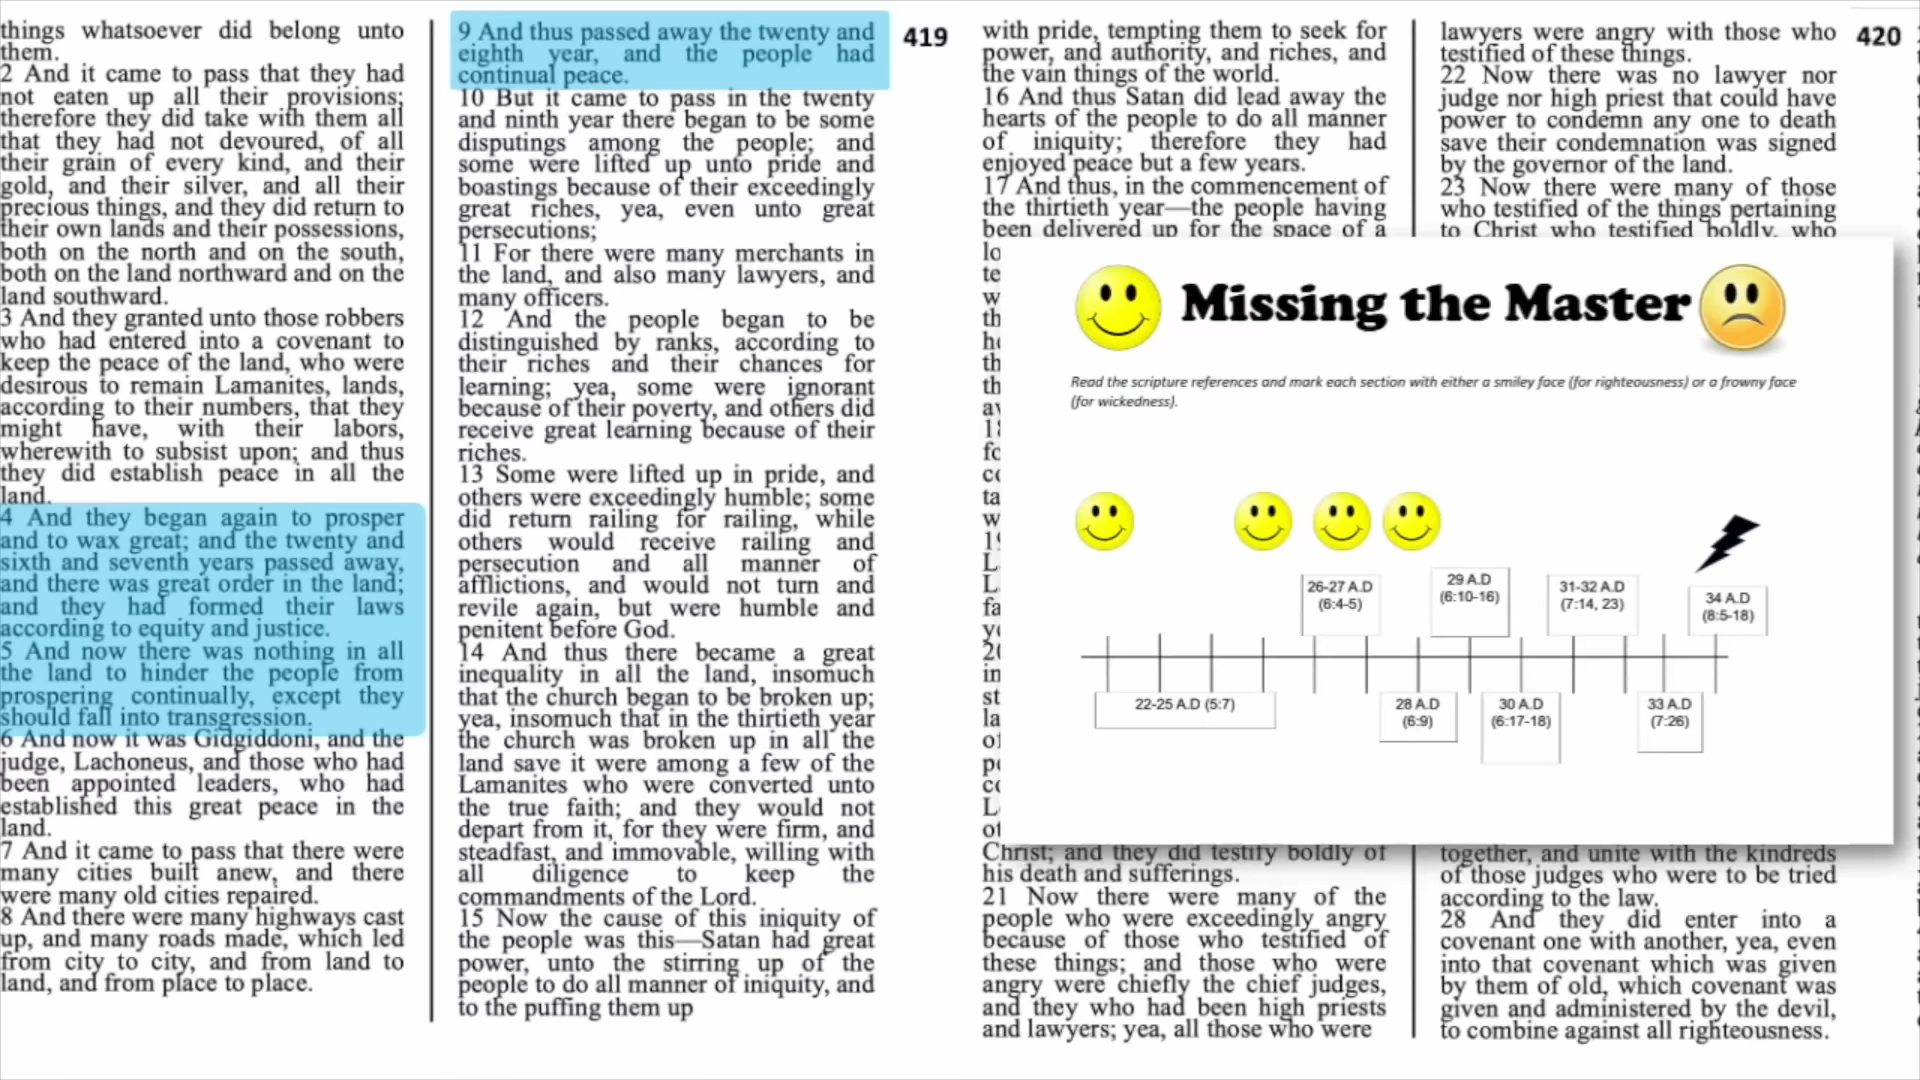 things whatsoever did belong unto
them.
2 And it came to pass that they had
not eaten up all their provisions;
therefore they did take with them all
that they had not devoured, of all
their grain of every kind, and their
gold, and their silver, and all their
precious things, and they did return to
their own lands and their possessions,
both on the north and on the south,
both on the land northward and on the
land southward.
3 And they granted unto those robbers
who had entered into a covenant to
keep the peace of the land, who were
desirous to remain Lamanites, lands,
according to their numbers, that they
might have, with their labors,
wherewith to subsist upon; and thus
they did establish peace in all the
land.
4 And they began again to prosper
and to wax great; and the twenty and
sixth and seventh years passed away,
and there was great order in the land;
and they had formed their laws
according to equity and justice.
5 And now there was nothing in all
the land to hinder the people from
prospering continually, except they
should fall into transgression.
6 And now it was Gidgiddoni, and the
judge, Lachoneus, and those who had
been appointed leaders, who had
established this great peace in the
land.
7 And it came to pass that there were
many cities built anew, and there
were many old cities repaired.
8 And there were many highways cast
up, and many roads made, which led
from city to city, and from land to
land, and from place to place.
9 And thus passed away the twenty and
eighth year, and the people had
continual peace.
10 But it came to pass in the twenty
and ninth year there began to be some
disputings among the people; and
some were lifted up unto pride and
boastings because of their exceedingly
great riches, yea, even unto great
persecutions;
11 For there were many merchants in
the land, and also many lawyers, and
many officers.
12 And the people began to be
distinguished by ranks, according to
their riches and their chances for
learning; yea, some were ignorant
because of their poverty, and others did
receive great learning because of their
riches.
13 Some were lifted up in pride, and
others were exceedingly humble; some
did return railing for railing, while
others would receive railing and
persecution and all manner of
afflictions, and would not turn and
revile again, but were humble and
penitent before God.
14 And thus there became a great
inequality in all the land, insomuch
that the church began to be broken up;
yea, insomuch that in the thirtieth year
the church was broken up in all the
land save it were among a few of the
Lamanites who were converted unto
the true faith; and they would not
depart from it, for they were firm, and
steadfast, and immovable, willing with
all diligence to keep the
commandments of the Lord.
15 Now the cause of this iniquity of
the people was this—Satan had great
power, unto the stirring up of the
people to do all manner of iniquity, and
to the puffing them up
419
with pride, tempting them to seek for
power, and authority, and riches, and
the vain things of the world.
16 And thus Satan did lead away the
hearts of the people to do all manner
of iniquity; therefore they had
enjoyed peace but a few years.
17 And thus, in the commencement of
the thirtieth year—the people having
been delivered up for the space of a
Christ; and they did testify boldly of
his death and sufferings.
21 Now there were many of the
people who were exceedingly angry
because of those who testified of
these things; and those who were
angry were chiefly the chief judges,
and they who had been high priests
and lawyers; yea, all those who were
lawyers were angry with those who
testified of these things.
22 Now there was no lawyer nor
judge nor high priest that could have
power to condemn any one to death
save their condemnation was signed
by the governor of the land.
23 Now there were many of those
who testified of the things pertaining
to Christ who testified boldly, who
together, and unite with the kindreds
of those judges who were to be tried
according to the law.
28 And they did enter into a
covenant one with another, yea, even
into that covenant which was given
by them of old, which covenant was
given and administered by the devil,
to combine against all righteousness.
420
Missing the Master
Read the scripture references and mark each section with either a smiley face (for righteousness) or a frowny face
(for wickedness).
26-27 A.D
(6:4-5)
29 A.D
(6:10-16)
31-32 A.D
(7:14, 23)
34 A.D
(8:5-18)
22-25 A.D (5:7)
28 A.D
(6:9)
30 A.D
(6:17-18)
33 A.D
(7:26)